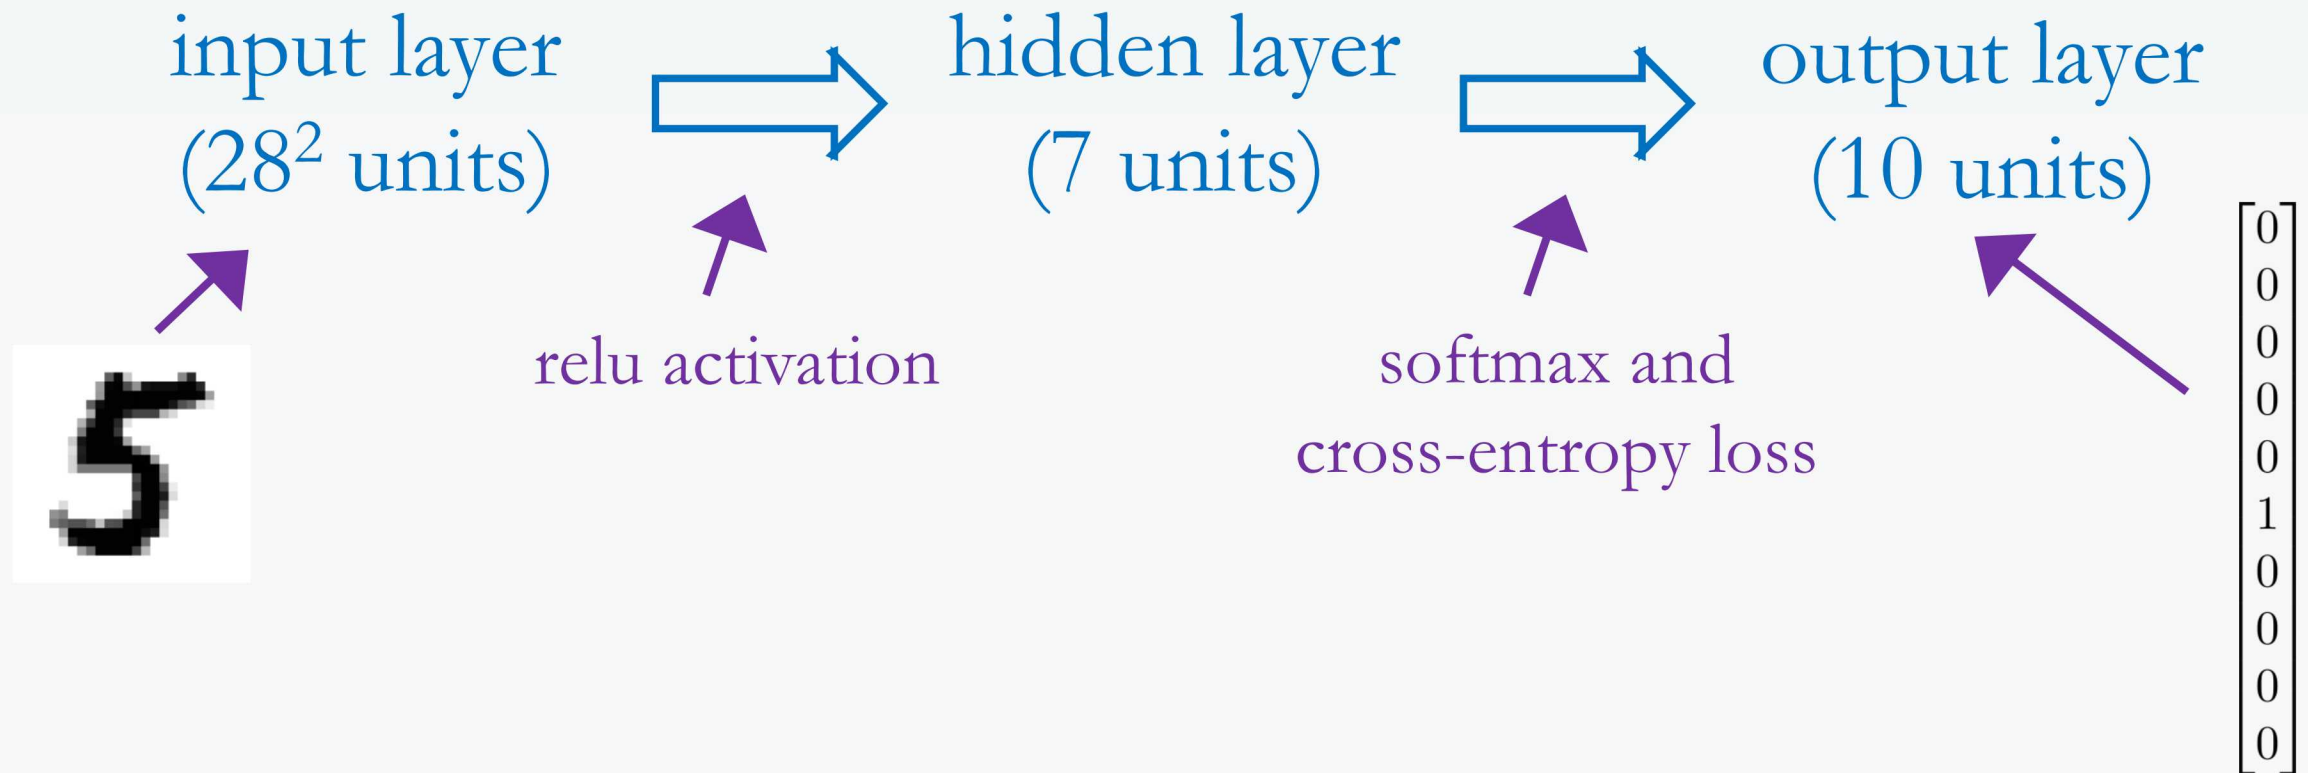 input layer
(28² units)
hidden layer
(7 units)
output layer
(10 units)
relu activation
softmax and
cross-entropy loss
5
0
0
0
0
0
1
0
0
0
0